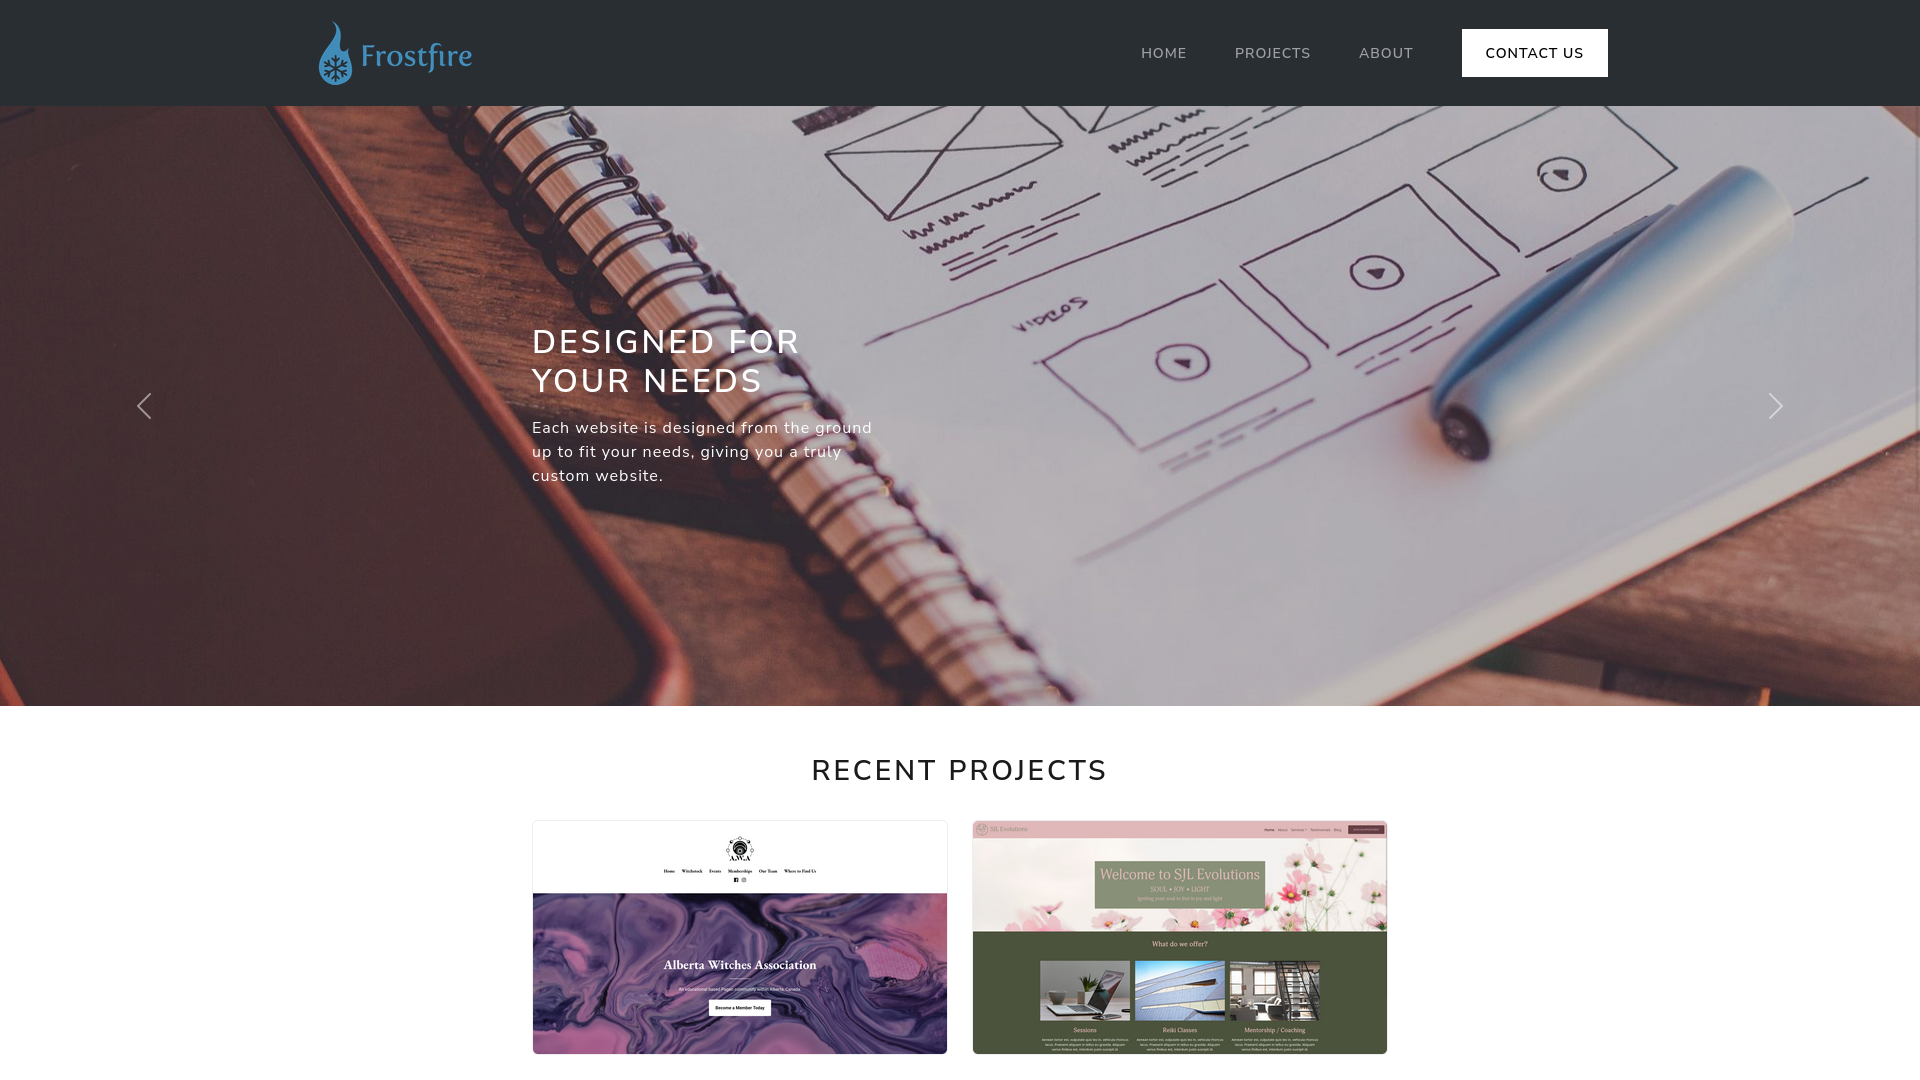 Frostfire
HOME
PROJECTS
ABOUT
CONTACT US
VIDEOS
DESIGNED FOR
YOUR NEEDS
Each website is designed from the ground
up to fit your needs, giving you a truly
custom website.
RECENT PROJECTS
A.W.A
Home Witchstock Events Memberships Our Team Where to Find Us
Alberta Witches Association
An educational based Pagan community within Alberta, Canada.
Become a Member Today
SJL Evolutions
Home About Services Testimonials Blog
Welcome to SJL Evolutions
SOUL • JOY • LIGHT
Igniting your soul to live in joy and light
What do we offer?
Sessions
Reiki Classes
Mentorship / Coaching